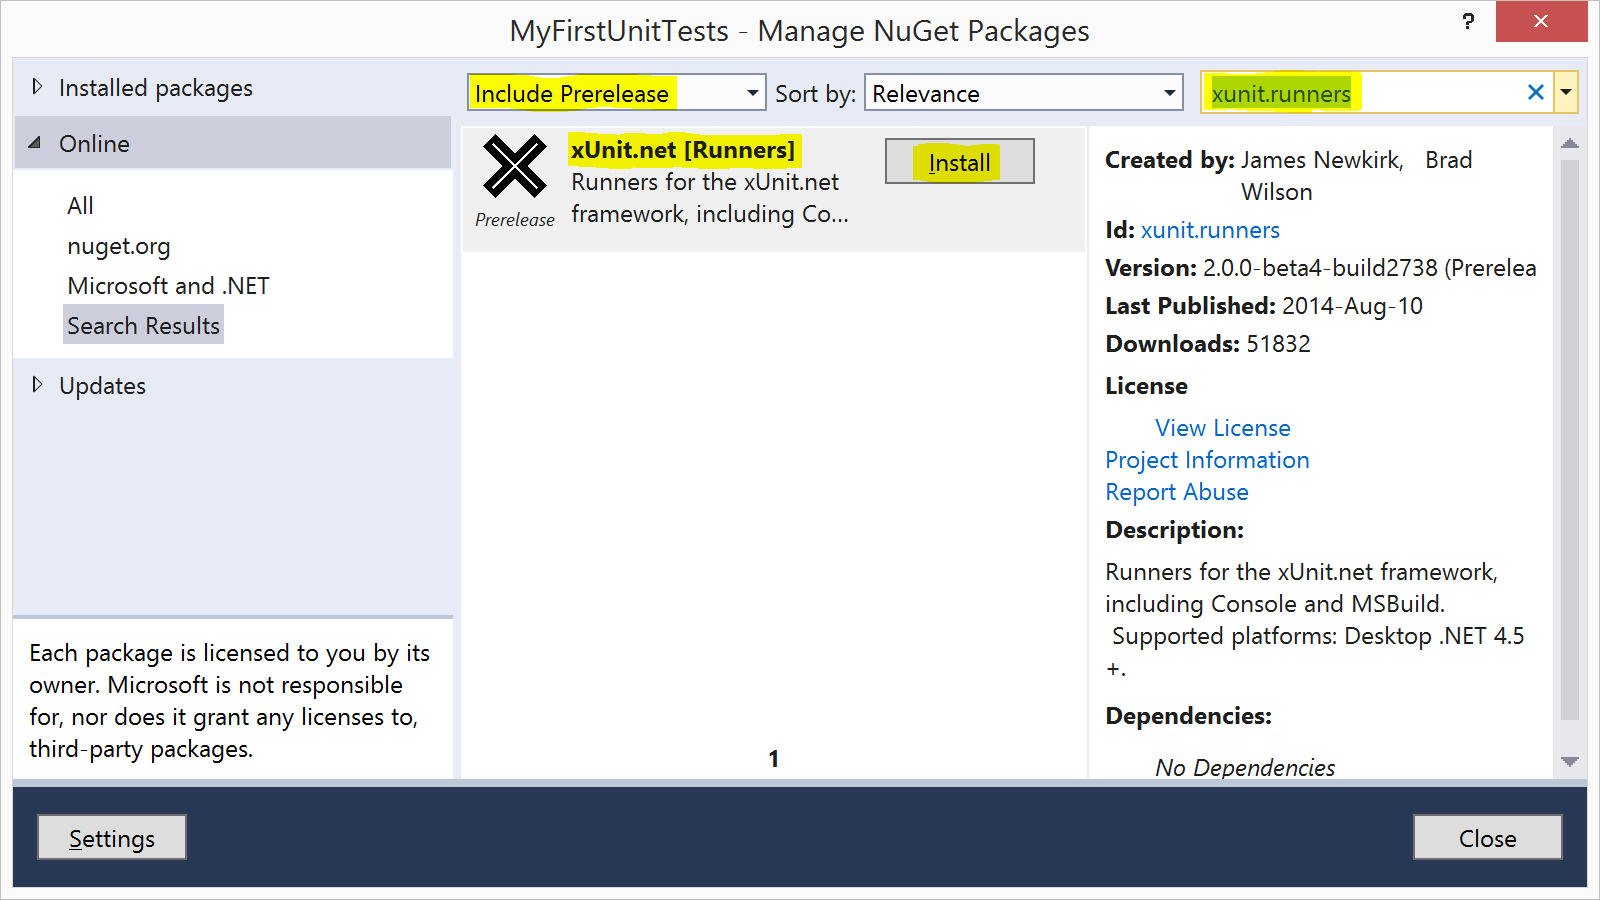 MyFirstUnitTests - Manage NuGet Packages
?
Installed packages
Online
All
nuget.org
Microsoft and .NET
Search Results
Updates
Each package is licensed to you by its
owner. Microsoft is not responsible
for, nor does it grant any licenses to,
third-party packages.
Include Prerelease
Sort by: Relevance
xunit.runners
xUnit.net [Runners]
Install
Runners for the xUnit.net
framework, including Co...
Prerelease
1
Created by: James Newkirk, Brad
Wilson
Id: xunit.runners
Version: 2.0.0-beta4-build2738 (Prerelea
Last Published: 2014-Aug-10
Downloads: 51832
License
View License
Project Information
Report Abuse
Description:
Runners for the xUnit.net framework,
including Console and MSBuild.
Supported platforms: Desktop .NET 4.5
+.
Dependencies:
No Dependencies
Settings
Close